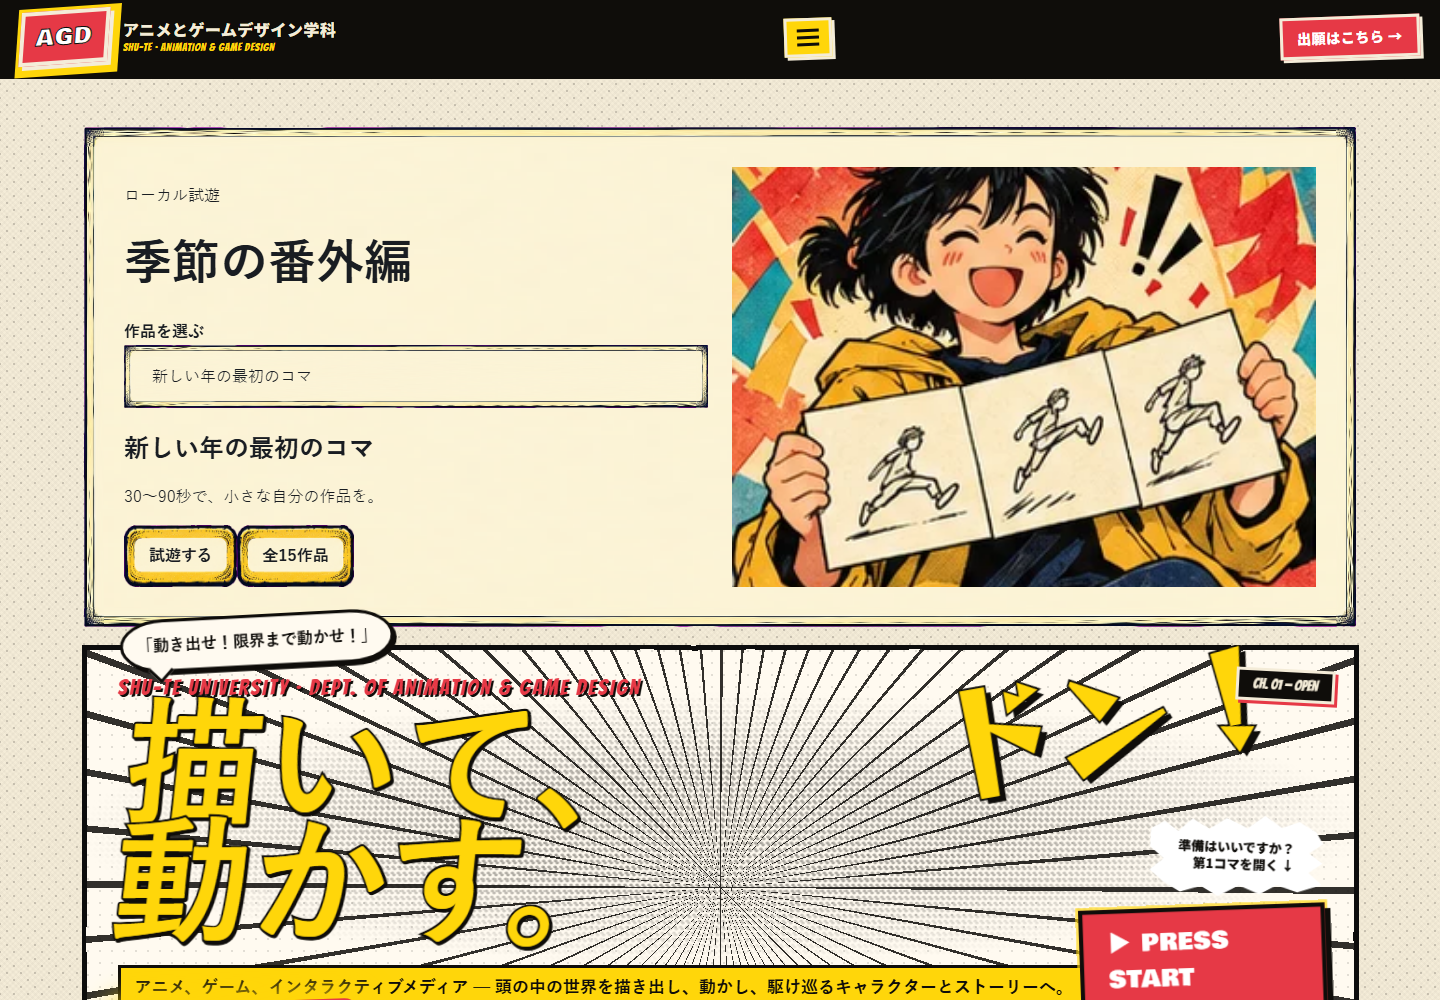 AGD
アニメとゲームデザイン学科
SHU-TE · ANIMATION & GAME DESIGN
出願はこちら →
ローカル試遊
季節の番外編
作品を選ぶ
新しい年の最初のコマ
新しい年の最初のコマ
30〜90秒で、小さな自分の作品を。
試遊する
全15作品
「動き出せ！限界まで動かせ！」
SHU-TE UNIVERSITY · DEPT. OF ANIMATION & GAME DESIGN
CH. 01 — OPEN
ドン！
描いて、
動かす。
準備はいいですか？
第1コマを開く ↓
▶ PRESS
START
アニメ、ゲーム、インタラクティブメディア — 頭の中の世界を描き出し、動かし、駆け巡るキャラクターとストーリーへ。